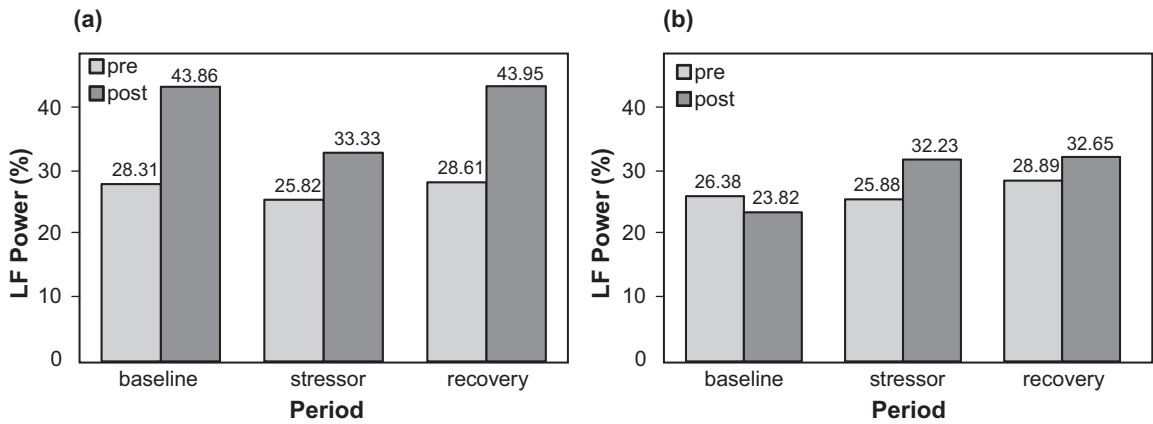 (a)
pre
post
43.86
43.95
33.33
28.31
25.82
28.61
40
30
20
10
0
LF Power (%)
baseline stressor recovery
Period
(b)
pre
post
26.38
23.82
25.88
32.23
28.89
32.65
40
30
20
10
0
LF Power (%)
baseline stressor recovery
Period